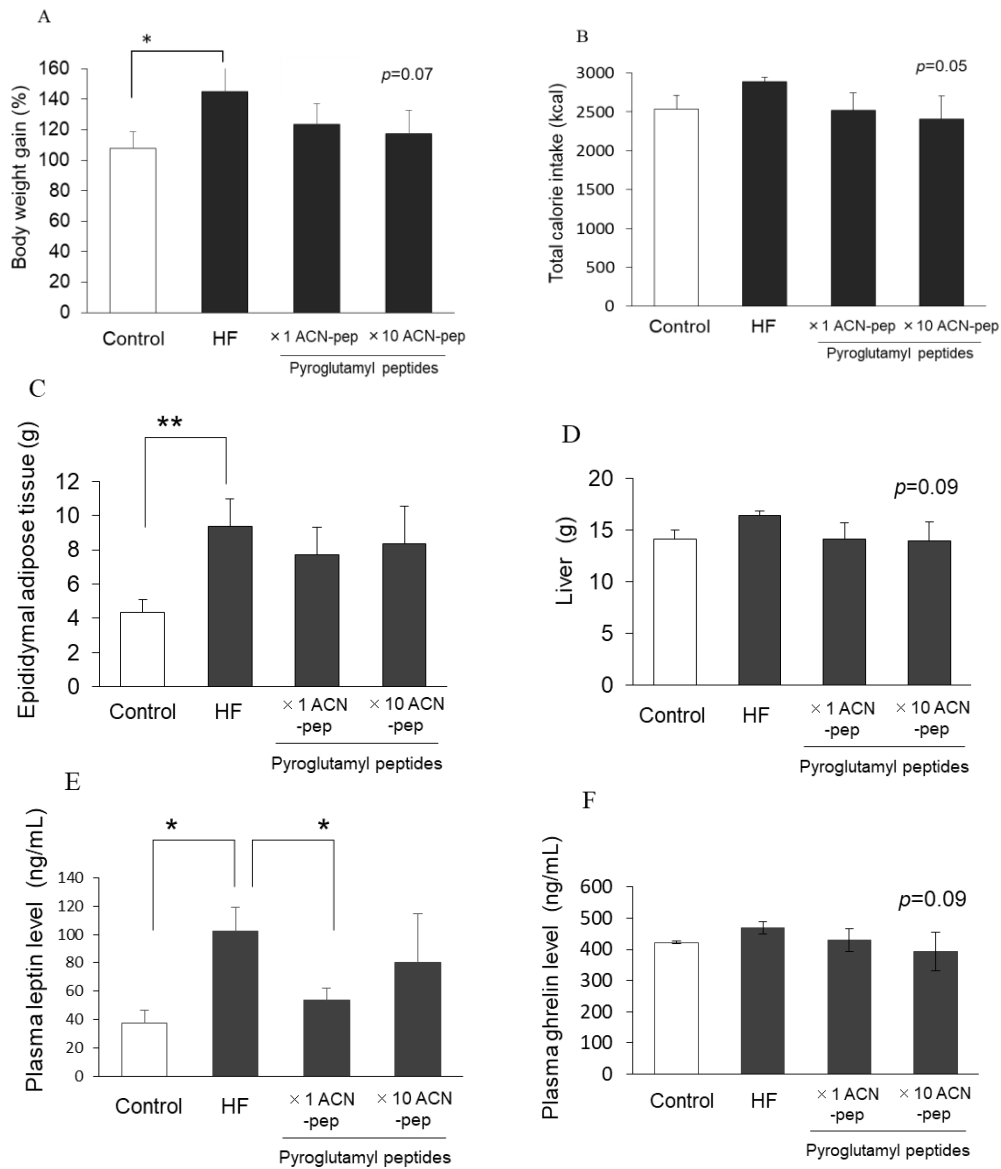 A
*
Body weight gain (%)
160
140
120
100
80
60
40
20
0
p=0.07
Control
HF
× 1 ACN-pep
× 10 ACN-pep
Pyroglutamyl peptides
B
Total calorie intake (kcal)
3000
2500
2000
1500
1000
500
0
p=0.05
Control
HF
× 1 ACN-pep
× 10 ACN-pep
Pyroglutamyl peptides
C
**
Epididymal adipose tissue (g)
12
10
8
6
4
2
0
Control
HF
× 1 ACN
-pep
× 10 ACN
-pep
Pyroglutamyl peptides
D
Liver (g)
20
15
10
5
0
p=0.09
Control
HF
× 1 ACN
-pep
× 10 ACN
-pep
Pyroglutamyl peptides
E
*
*
Plasma leptin level (ng/mL)
140
120
100
80
60
40
20
0
Control
HF
× 1 ACN
-pep
× 10 ACN
-pep
Pyroglutamyl peptides
F
Plasma ghrelin level (ng/mL)
600
500
400
300
200
100
0
p=0.09
Control
HF
× 1 ACN
-pep
× 10 ACN
-pep
Pyroglutamyl peptides